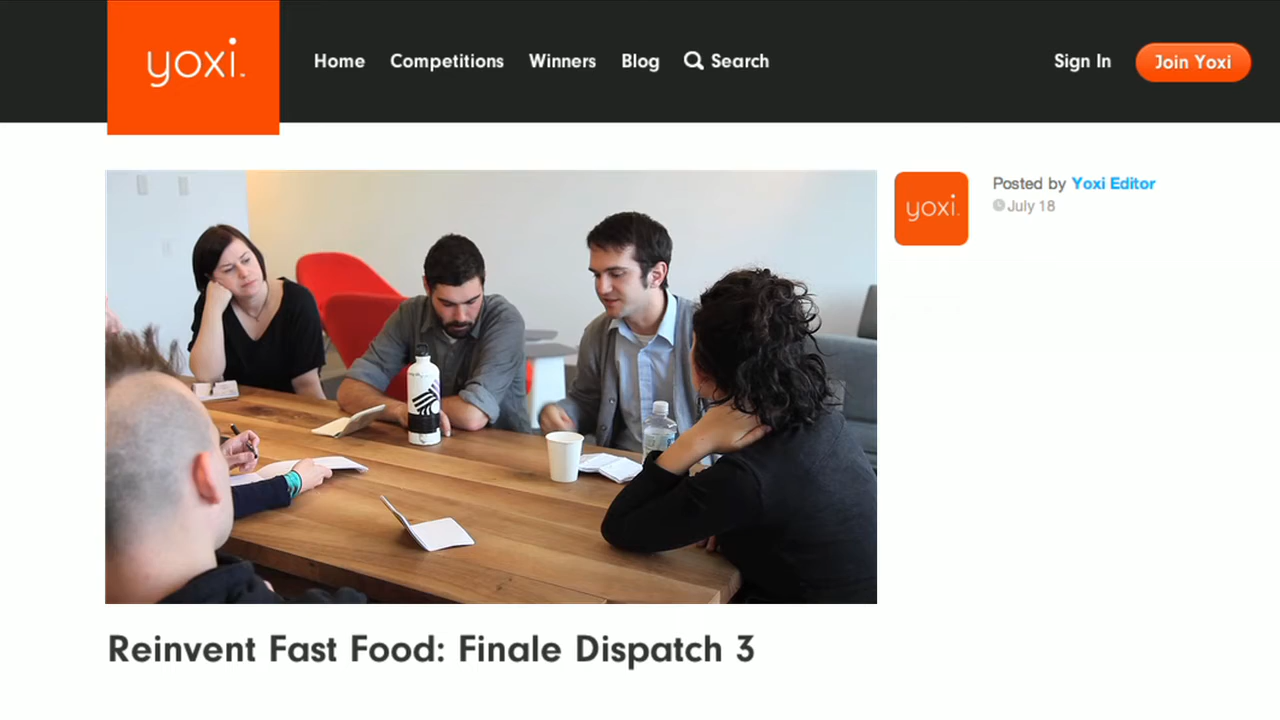 yoxi.
Home Competitions Winners Blog Search
Sign In
Join Yoxi
yoxi.
Posted by Yoxi Editor
July 18
Reinvent Fast Food: Finale Dispatch 3